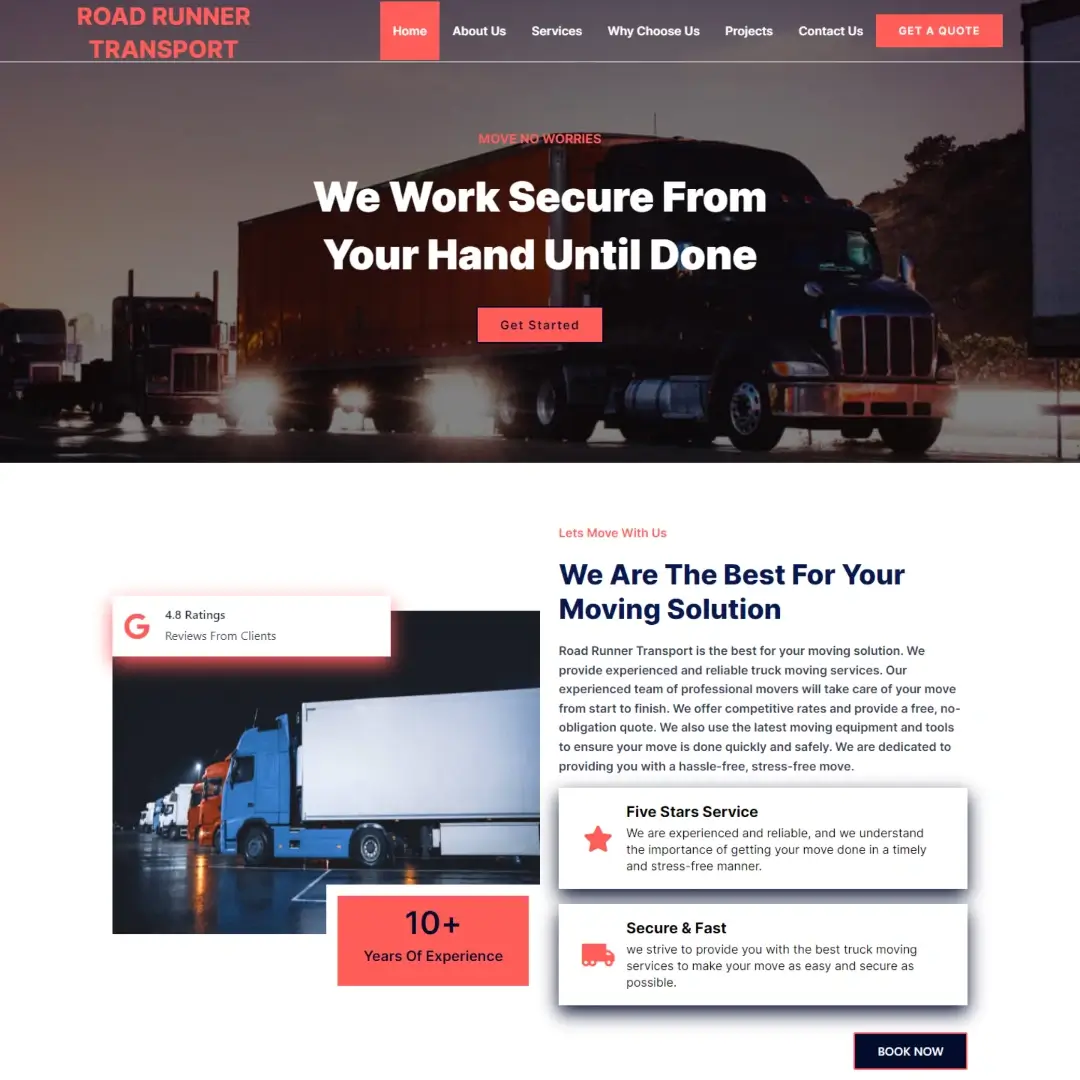 ROAD RUNNER
TRANSPORT
Home
About Us
Services
Why Choose Us
Projects
Contact Us
GET A QUOTE
MOVE NO WORRIES
We Work Secure From
Your Hand Until Done
Get Started
Lets Move With Us
We Are The Best For Your
Moving Solution
Road Runner Transport is the best for your moving solution. We
provide experienced and reliable truck moving services. Our
experienced team of professional movers will take care of your move
from start to finish. We offer competitive rates and provide a free, no-
obligation quote. We also use the latest moving equipment and tools
to ensure your move is done quickly and safely. We are dedicated to
providing you with a hassle-free, stress-free move.
G
4.8 Ratings
Reviews From Clients
10+
Years Of Experience
Five Stars Service
We are experienced and reliable, and we understand
the importance of getting your move done in a timely
and stress-free manner.
Secure & Fast
we strive to provide you with the best truck moving
services to make your move as easy and secure as
possible.
BOOK NOW